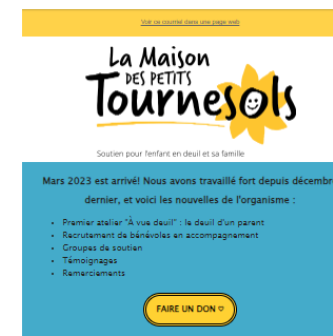 Voir ce courriel dans une page web
La Maison
DES PETITS
Tournesols
Soutien pour l'enfant en deuil et sa famille
Mars 2023 est arrivé! Nous avons travaillé fort depuis décembre
dernier, et voici les nouvelles de l'organisme :
Premier atelier "À vue deuil" : le deuil d'un parent
Recrutement de bénévoles en accompagnement
Groupes de soutien
Témoignages
Remerciements
FAIRE UN DON ♡